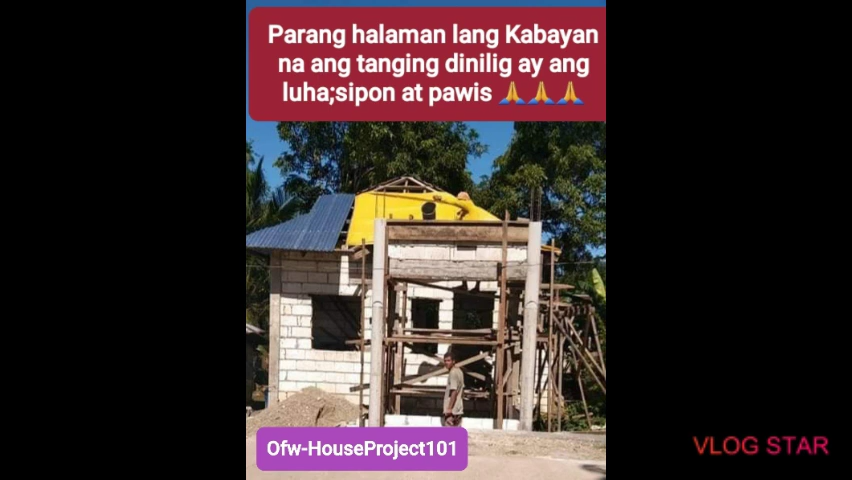 Parang halaman lang Kabayan
na ang tanging dinilig ay ang
luha;sipon at pawis 🙏🙏🙏
Ofw-HouseProject101
VLOG STAR